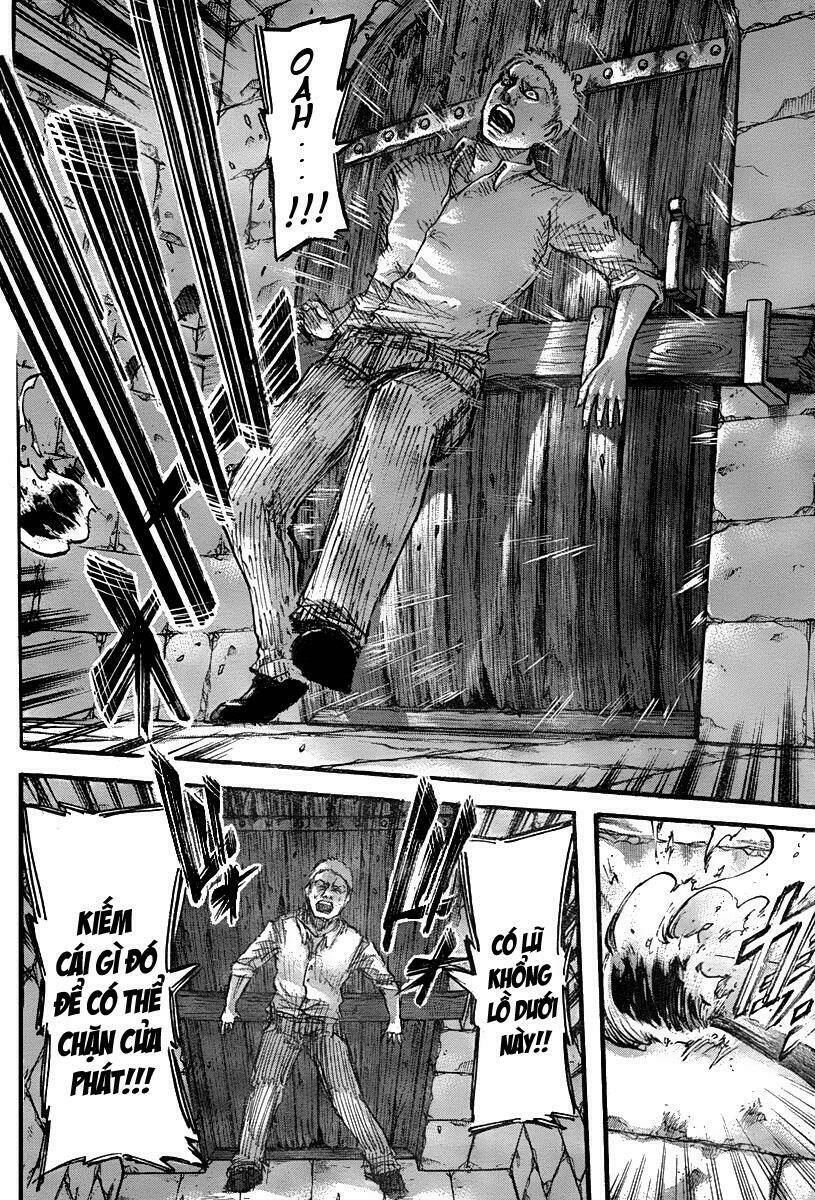 OAH....!!!
CÓ LŨ
KHỔNG
LỒ DƯỚI
NÀY!!
KIẾM
CÁI GÌ ĐÓ
ĐỂ CÓ THỂ
CHẶN CỬA
PHÁT!!!